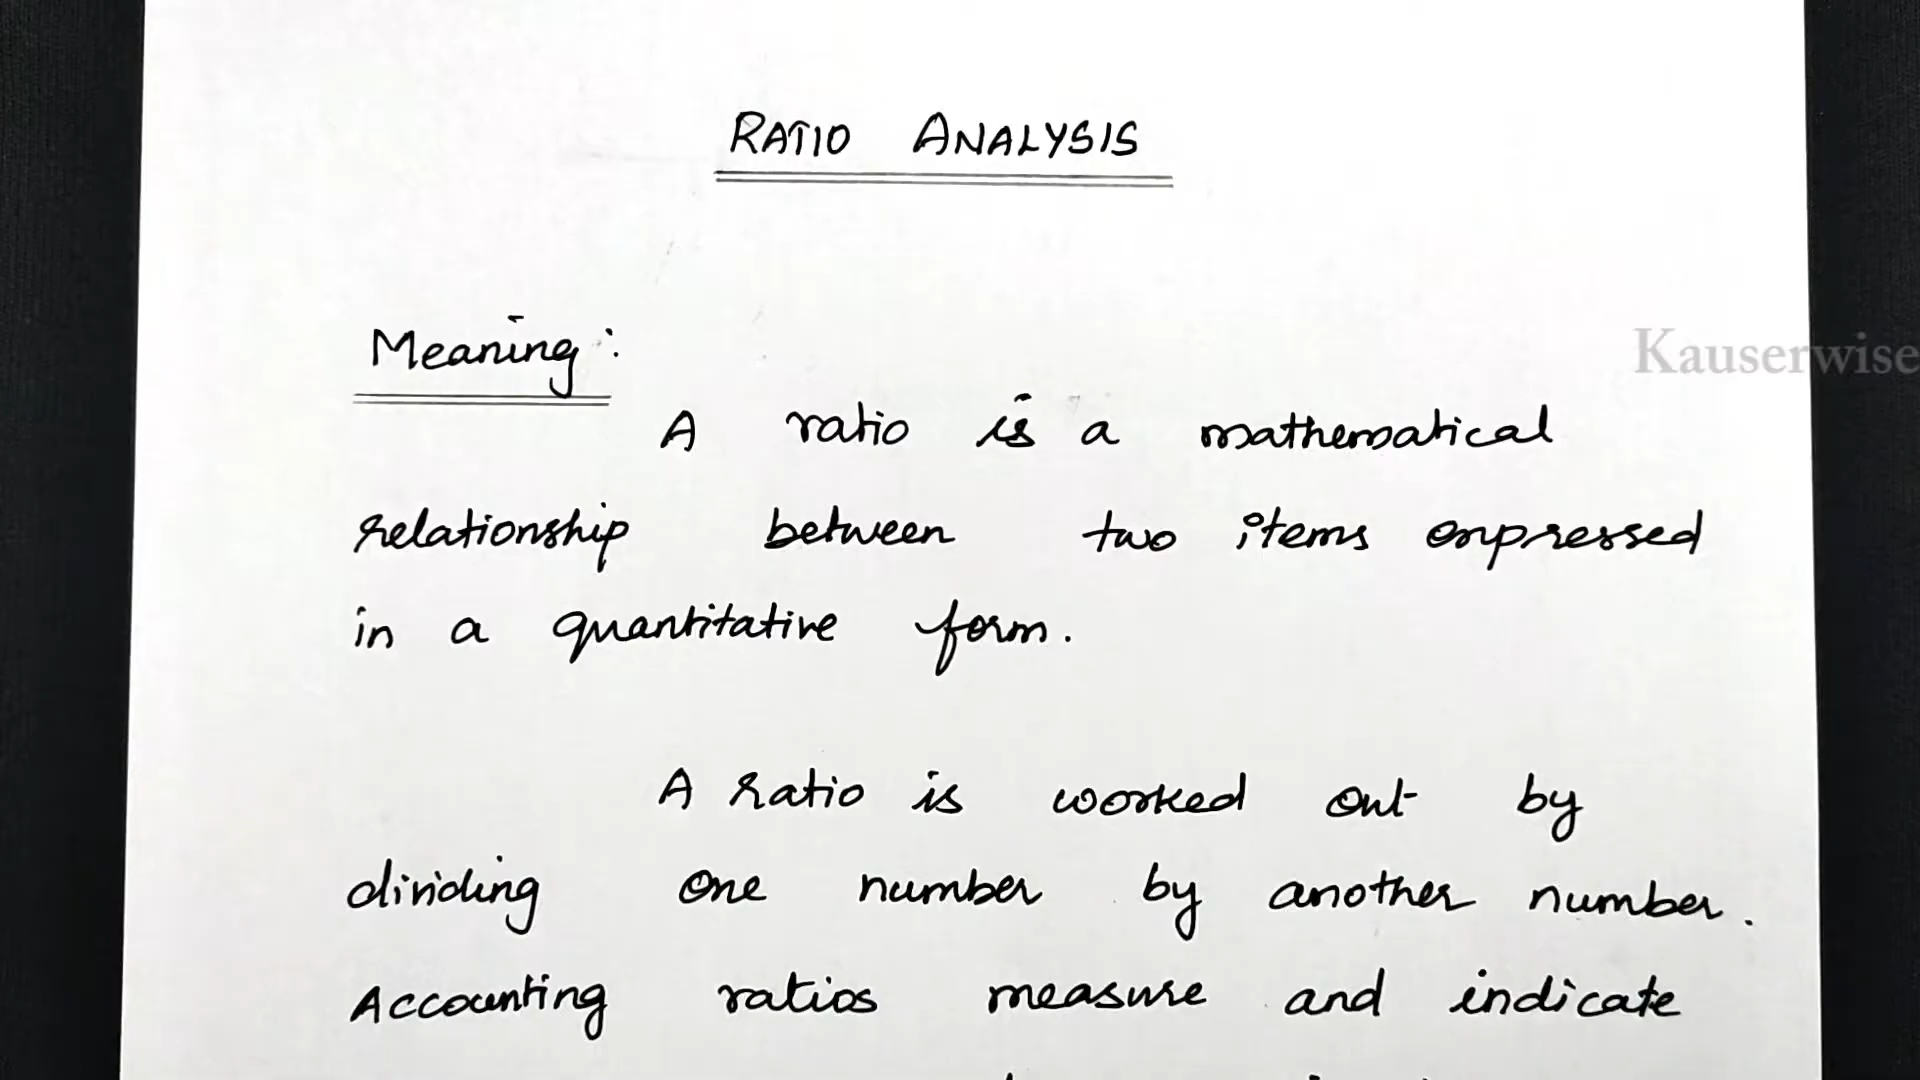 RATIO ANALYSIS
Meaning:
Kauserwise
A ratio is a mathematical
relationship between two items expressed
in a quantitative form.
A ratio is worked out by
dividing one number by another number.
Accounting ratios measure and indicate